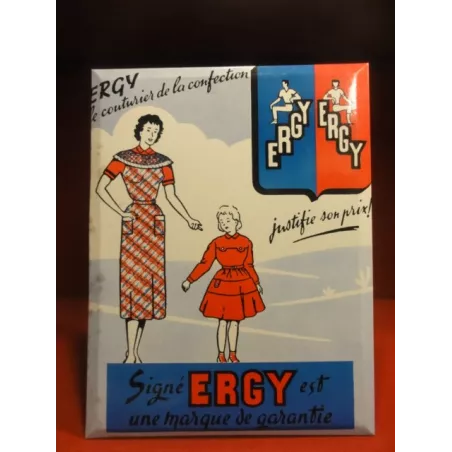 ERGY
le couturier de la confection
ERGY ERGY
justifie son prix!
Signé ERGY est
une marque de garantie